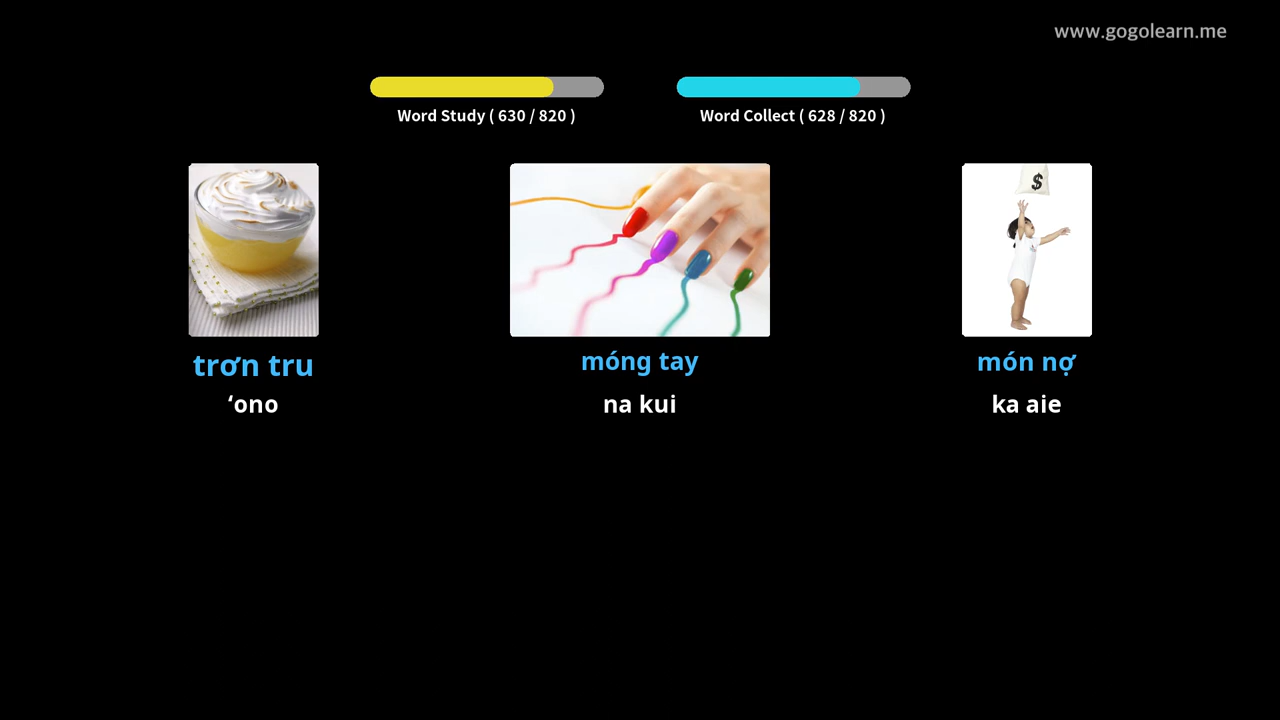 www.gogolearn.me
Word Study ( 630 / 820 )
Word Collect ( 628 / 820 )
$
trơn tru
móng tay
món nợ
ʻono
na kui
ka aie